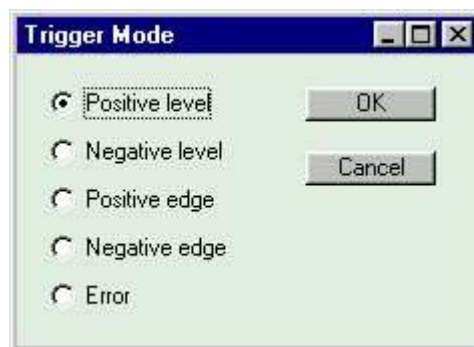 Trigger Mode
Positive level
OK
Negative level
Cancel
Positive edge
Negative edge
Error